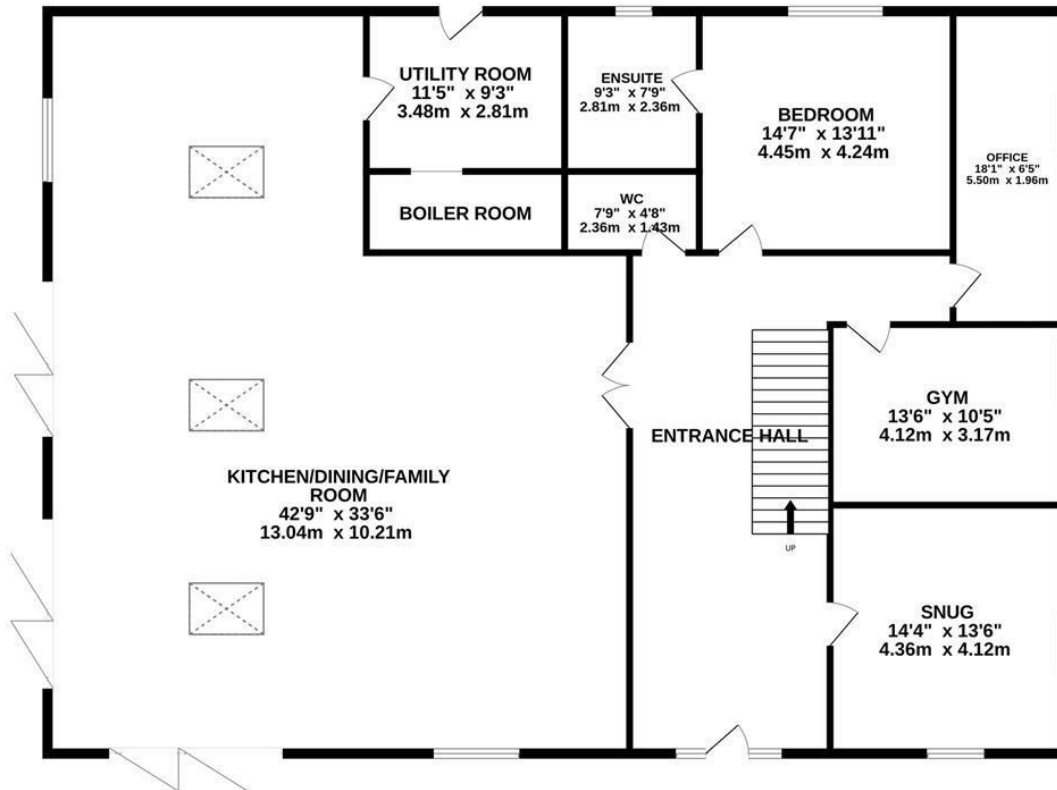 UTILITY ROOM
11'5" x 9'3"
3.48m x 2.81m
ENSUITE
9'3" x 7'9"
2.81m x 2.36m
BEDROOM
14'7" x 13'11"
4.45m x 4.24m
OFFICE
18'1" x 6'5"
5.50m x 1.96m
BOILER ROOM
WC
7'9" x 4'8"
2.36m x 1.43m
GYM
13'6" x 10'5"
4.12m x 3.17m
ENTRANCE HALL
KITCHEN/DINING/FAMILY
ROOM
42'9" x 33'6"
13.04m x 10.21m
UP
SNUG
14'4" x 13'6"
4.36m x 4.12m